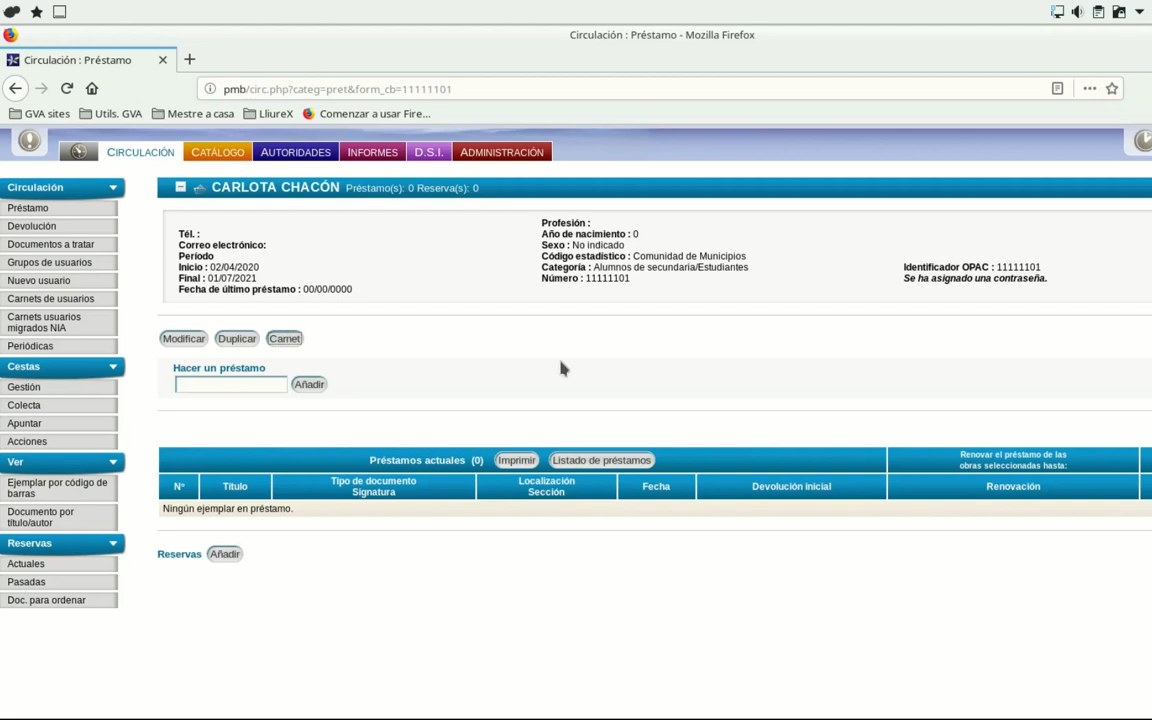 Circulación : Préstamo - Mozilla Firefox
Circulación : Préstamo
pmb/circ.php?categ=pret&form_cb=11111101
GVA sites Utils. GVA Mestre a casa LliureX Comenzar a usar Fire...
CIRCULACIÓN CATÁLOGO AUTORIDADES INFORMES D.S.I. ADMINISTRACIÓN
Circulación
Préstamo
Devolución
Documentos a tratar
Grupos de usuarios
Nuevo usuario
Carnets de usuarios
Carnets usuarios
migrados NIA
Periódicas
Cestas
Gestión
Colecta
Apuntar
Acciones
Ver
Ejemplar por código de
barras
Documento por
título/autor
Reservas
Actuales
Pasadas
Doc. para ordenar
CARLOTA CHACÓN Préstamo(s): 0 Reserva(s): 0
Tél. :
Correo electrónico:
Período
Inicio : 02/04/2020
Final : 01/07/2021
Fecha de último préstamo : 00/00/0000
Profesión :
Año de nacimiento : 0
Sexo : No indicado
Código estadístico : Comunidad de Municipios
Categoría : Alumnos de secundaria/Estudiantes
Número : 11111101
Identificador OPAC : 11111101
Se ha asignado una contraseña.
Modificar Duplicar Carnet
Hacer un préstamo
Añadir
Préstamos actuales (0) Imprimir Listado de préstamos
Renovar el préstamo de las
obras seleccionadas hasta:
Nº Título Tipo de documento Localización Fecha Devolución inicial Renovación
Signatura Sección
Ningún ejemplar en préstamo.
Reservas Añadir